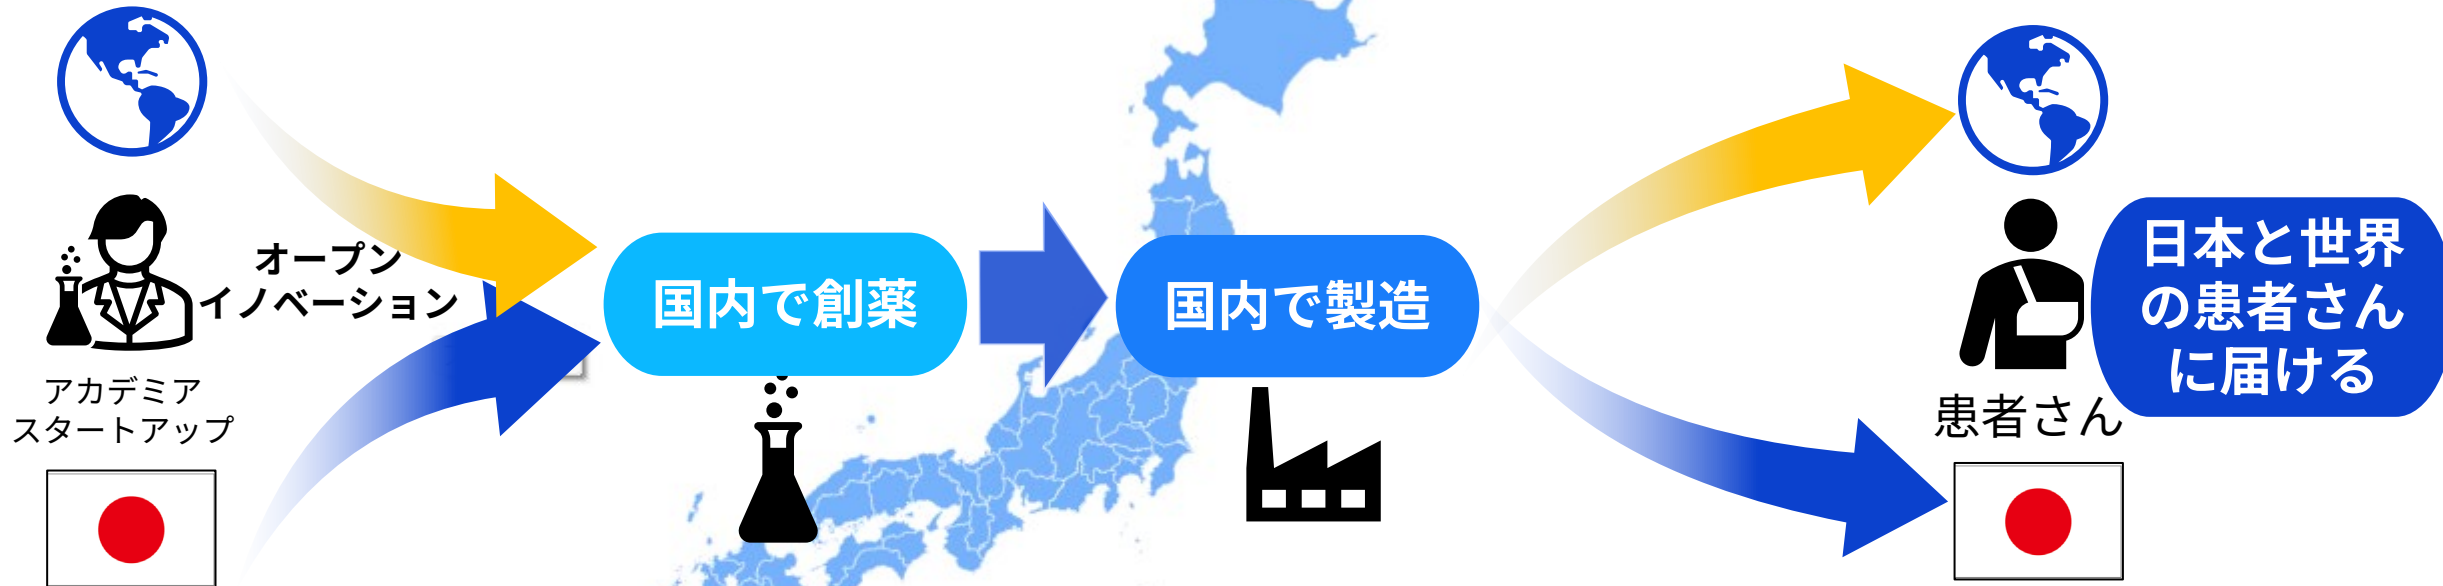 オープン
イノベーション
アカデミア
スタートアップ
国内で創薬
国内で製造
患者さん
日本と世界
の患者さん
に届ける